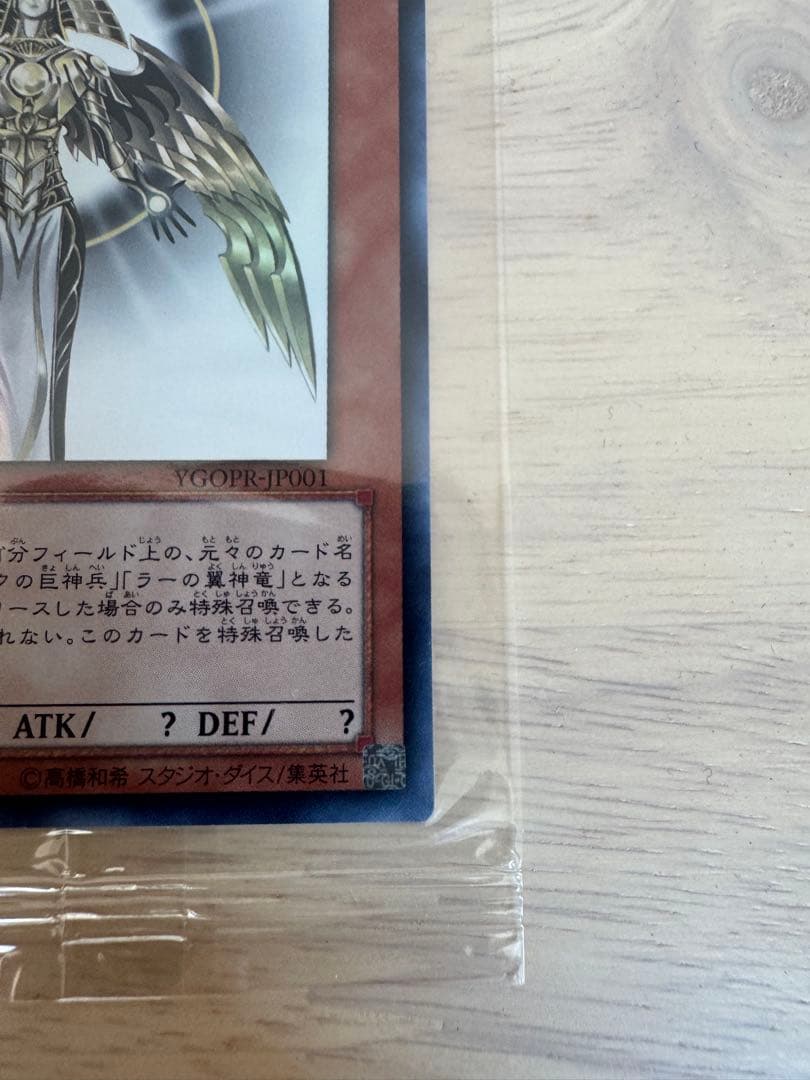 YGOPR-JP001
分フィールド上の、元々のカード名
クの巨神兵」「ラーの翼神竜」となる
リースした場合のみ特殊召喚できる。
れない。このカードを特殊召喚した
ATK/ ? DEF/ ?
©高橋和希 スタジオ・ダイス/集英社